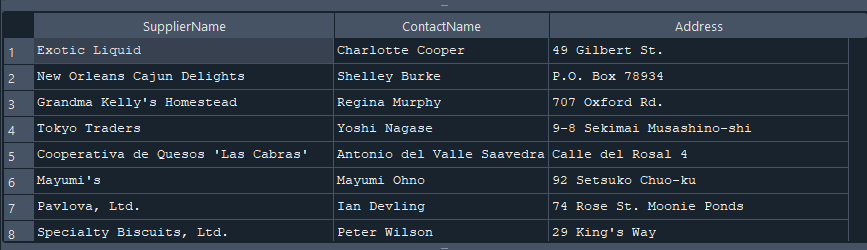 SupplierName ContactName Address
1 Exotic Liquid Charlotte Cooper 49 Gilbert St.
2 New Orleans Cajun Delights Shelley Burke P.O. Box 78934
3 Grandma Kelly's Homestead Regina Murphy 707 Oxford Rd.
4 Tokyo Traders Yoshi Nagase 9-8 Sekimai Musashino-shi
5 Cooperativa de Quesos 'Las Cabras' Antonio del Valle Saavedra Calle del Rosal 4
6 Mayumi's Mayumi Ohno 92 Setsuko Chuo-ku
7 Pavlova, Ltd. Ian Devling 74 Rose St. Moonie Ponds
8 Specialty Biscuits, Ltd. Peter Wilson 29 King's Way